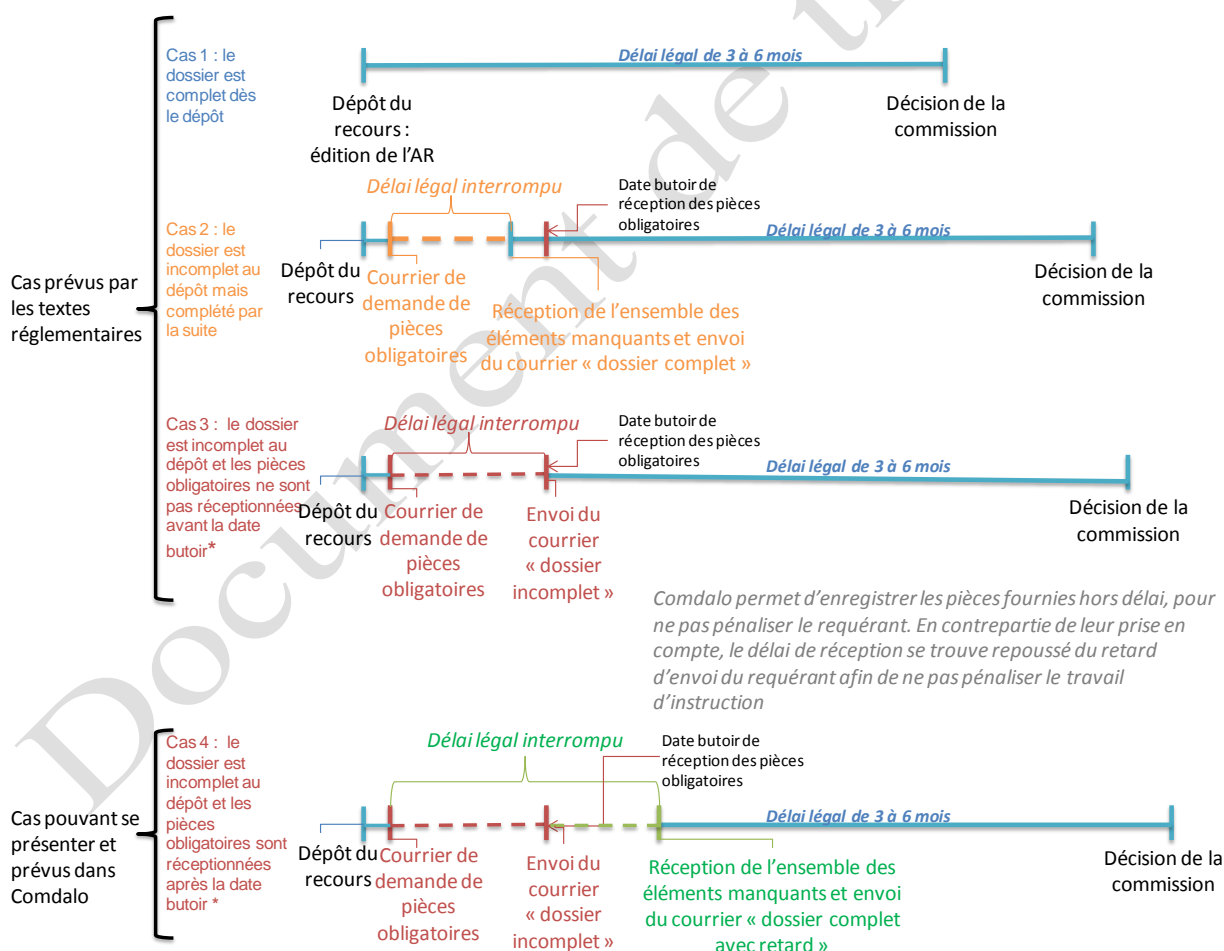 Cas 1 : le
dossier est
complet dès
le dépôt
Délai légal de 3 à 6 mois
Dépôt du
recours :
édition de l'AR
Décision de la
commission
Cas prévus par
les textes
réglementaires
Cas 2 : le
dossier est
incomplet au
dépôt mais
complété par
la suite
Délai légal interrompu
Date butoir de
réception des pièces
obligatoires
Délai légal de 3 à 6 mois
Dépôt du
recours
Courrier de
demande de
pièces
obligatoires
Réception de l'ensemble des
éléments manquants et envoi
du courrier « dossier complet »
Décision de la
commission
Cas 3 : le dossier
est incomplet au
dépôt et les pièces
obligatoires ne sont
pas réceptionnées
avant la date
butoir*
Délai légal interrompu
Date butoir de
réception des pièces
obligatoires
Délai légal de 3 à 6 mois
Dépôt du
recours
Courrier de
demande de
pièces
obligatoires
Envoi du
courrier
« dossier
incomplet »
Décision de la
commission
Comdalo permet d'enregistrer les pièces fournies hors délai, pour
ne pas pénaliser le requérant. En contrepartie de leur prise en
compte, le délai de réception se trouve repoussé du retard
d'envoi du requérant afin de ne pas pénaliser le travail
d'instruction
Cas pouvant se
présenter et
prévus dans
Comdalo
Cas 4 : le
dossier est
incomplet au
dépôt et les
pièces
obligatoires sont
réceptionnées
après la date
butoir *
Délai légal interrompu
Date butoir de
réception des pièces
obligatoires
Délai légal de 3 à 6 mois
Dépôt du
recours
Courrier de
demande de
pièces
obligatoires
Envoi du
courrier
« dossier
incomplet »
Réception de l'ensemble des
éléments manquants et envoi
du courrier « dossier complet
avec retard »
Décision de la
commission
Document de